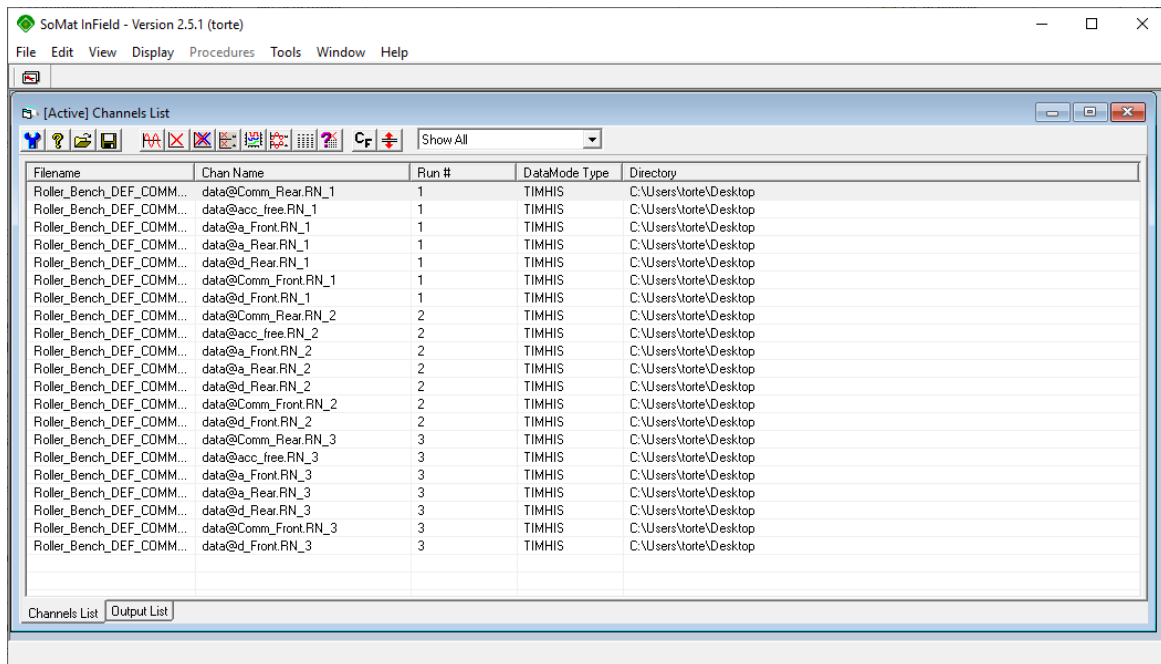 SoMat InField - Version 2.5.1 (torte)
File Edit View Display Procedures Tools Window Help
[Active] Channels List
CF Show All
Filename Chan Name Run # DataMode Type Directory
Roller_Bench_DEF_COMM... data@Comm_Rear.RN_1 1 TIMHIS C:\Users\torte\Desktop
Roller_Bench_DEF_COMM... data@acc_free.RN_1 1 TIMHIS C:\Users\torte\Desktop
Roller_Bench_DEF_COMM... data@a_Front.RN_1 1 TIMHIS C:\Users\torte\Desktop
Roller_Bench_DEF_COMM... data@a_Rear.RN_1 1 TIMHIS C:\Users\torte\Desktop
Roller_Bench_DEF_COMM... data@d_Rear.RN_1 1 TIMHIS C:\Users\torte\Desktop
Roller_Bench_DEF_COMM... data@Comm_Front.RN_1 1 TIMHIS C:\Users\torte\Desktop
Roller_Bench_DEF_COMM... data@d_Front.RN_1 1 TIMHIS C:\Users\torte\Desktop
Roller_Bench_DEF_COMM... data@Comm_Rear.RN_2 2 TIMHIS C:\Users\torte\Desktop
Roller_Bench_DEF_COMM... data@acc_free.RN_2 2 TIMHIS C:\Users\torte\Desktop
Roller_Bench_DEF_COMM... data@a_Front.RN_2 2 TIMHIS C:\Users\torte\Desktop
Roller_Bench_DEF_COMM... data@a_Rear.RN_2 2 TIMHIS C:\Users\torte\Desktop
Roller_Bench_DEF_COMM... data@d_Rear.RN_2 2 TIMHIS C:\Users\torte\Desktop
Roller_Bench_DEF_COMM... data@Comm_Front.RN_2 2 TIMHIS C:\Users\torte\Desktop
Roller_Bench_DEF_COMM... data@d_Front.RN_2 2 TIMHIS C:\Users\torte\Desktop
Roller_Bench_DEF_COMM... data@Comm_Rear.RN_3 3 TIMHIS C:\Users\torte\Desktop
Roller_Bench_DEF_COMM... data@acc_free.RN_3 3 TIMHIS C:\Users\torte\Desktop
Roller_Bench_DEF_COMM... data@a_Front.RN_3 3 TIMHIS C:\Users\torte\Desktop
Roller_Bench_DEF_COMM... data@a_Rear.RN_3 3 TIMHIS C:\Users\torte\Desktop
Roller_Bench_DEF_COMM... data@d_Rear.RN_3 3 TIMHIS C:\Users\torte\Desktop
Roller_Bench_DEF_COMM... data@Comm_Front.RN_3 3 TIMHIS C:\Users\torte\Desktop
Roller_Bench_DEF_COMM... data@d_Front.RN_3 3 TIMHIS C:\Users\torte\Desktop
Channels List Output List